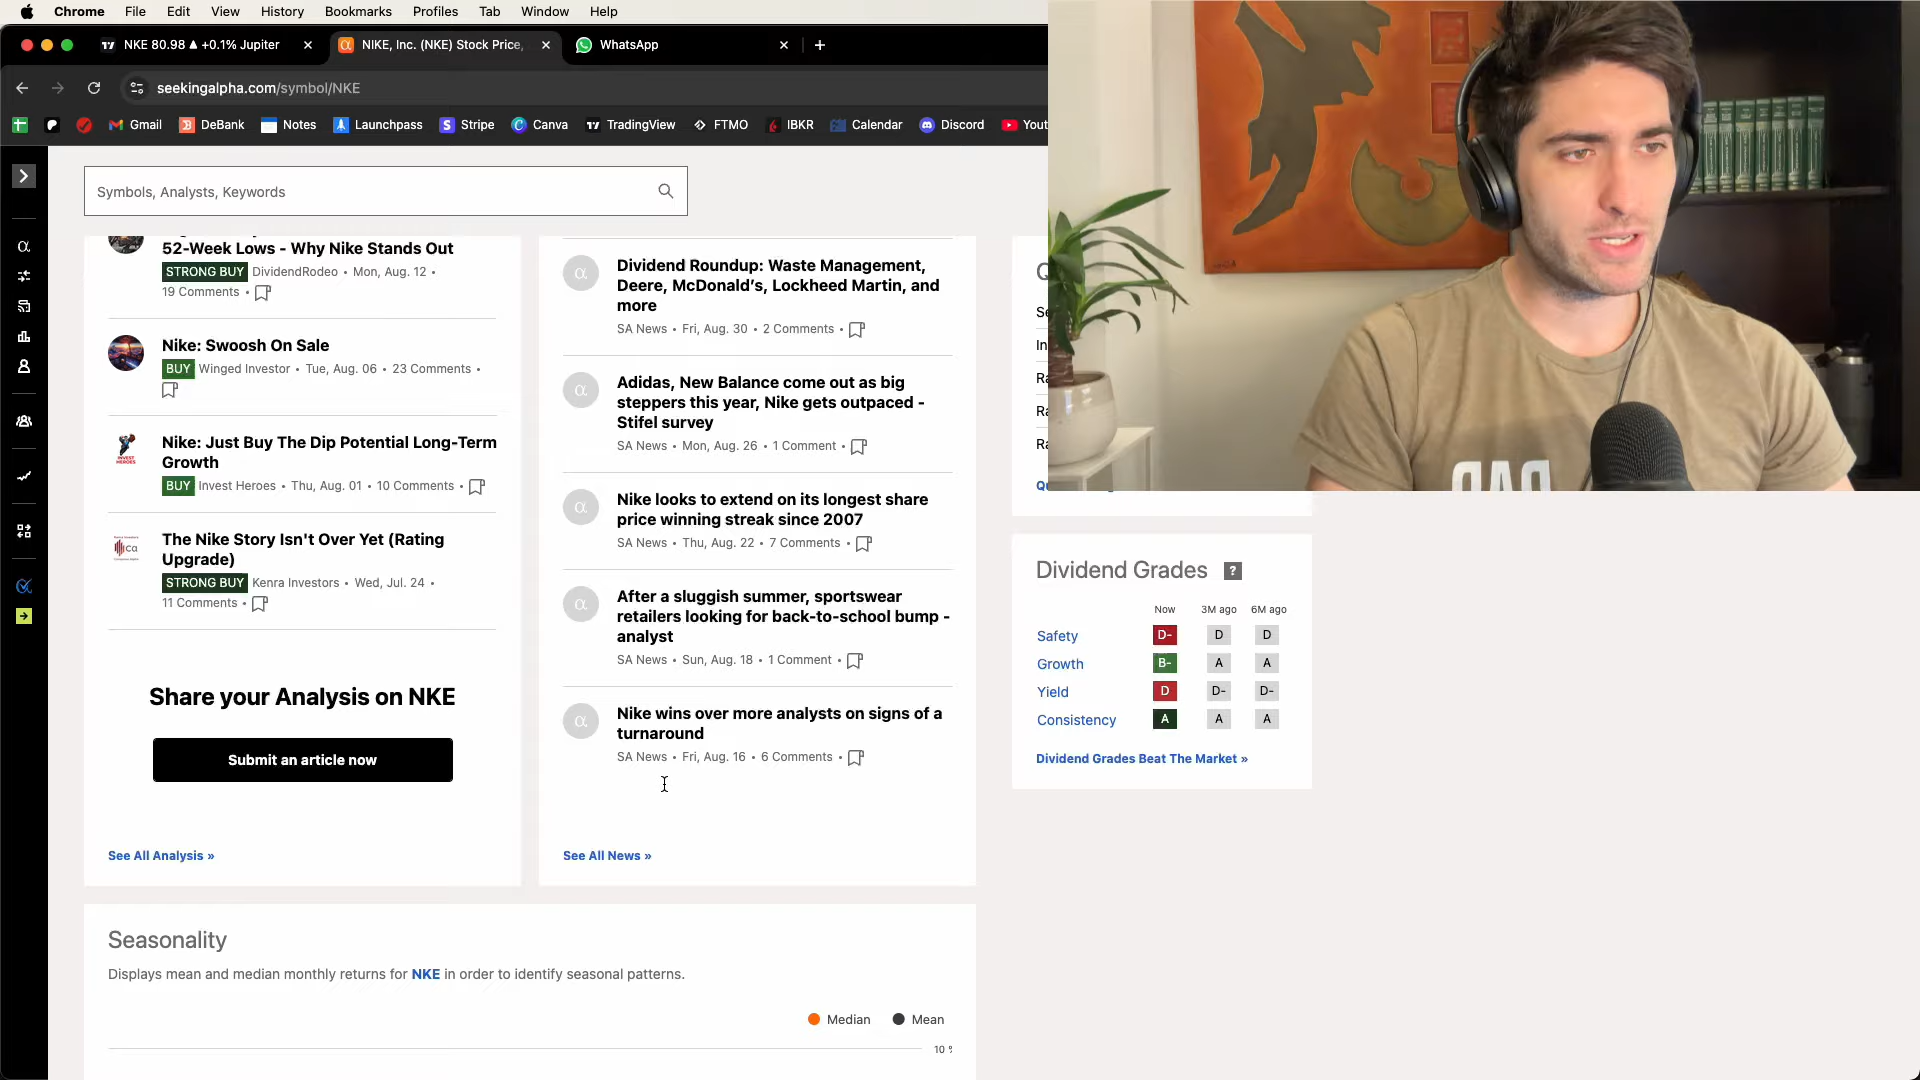 Chrome
File
Edit
View
History
Bookmarks
Profiles
Tab
Window
Help
NKE 80.98 ▲ +0.1% Jupiter
NIKE, Inc. (NKE) Stock Price,
WhatsApp
seekingalpha.com/symbol/NKE
Gmail
DeBank
Notes
Launchpass
Stripe
Canva
TradingView
FTMO
IBKR
Calendar
Discord
Yout
Symbols, Analysts, Keywords
52-Week Lows - Why Nike Stands Out
STRONG BUY DividendRodeo • Mon, Aug. 12 •
19 Comments •
Nike: Swoosh On Sale
BUY Winged Investor • Tue, Aug. 06 • 23 Comments •
Nike: Just Buy The Dip Potential Long-Term
Growth
BUY Invest Heroes • Thu, Aug. 01 • 10 Comments •
The Nike Story Isn't Over Yet (Rating
Upgrade)
STRONG BUY Kenra Investors • Wed, Jul. 24 •
11 Comments •
Share your Analysis on NKE
Submit an article now
See All Analysis »
Dividend Roundup: Waste Management,
Deere, McDonald's, Lockheed Martin, and
more
SA News • Fri, Aug. 30 • 2 Comments •
Adidas, New Balance come out as big
steppers this year, Nike gets outpaced -
Stifel survey
SA News • Mon, Aug. 26 • 1 Comment •
Nike looks to extend on its longest share
price winning streak since 2007
SA News • Thu, Aug. 22 • 7 Comments •
After a sluggish summer, sportswear
retailers looking for back-to-school bump -
analyst
SA News • Sun, Aug. 18 • 1 Comment •
Nike wins over more analysts on signs of a
turnaround
SA News • Fri, Aug. 16 • 6 Comments •
See All News »
Dividend Grades ?
Now 3M ago 6M ago
Safety D- D D
Growth B- A A
Yield D D- D-
Consistency A A A
Dividend Grades Beat The Market »
Seasonality
Displays mean and median monthly returns for NKE in order to identify seasonal patterns.
Median Mean
10 %